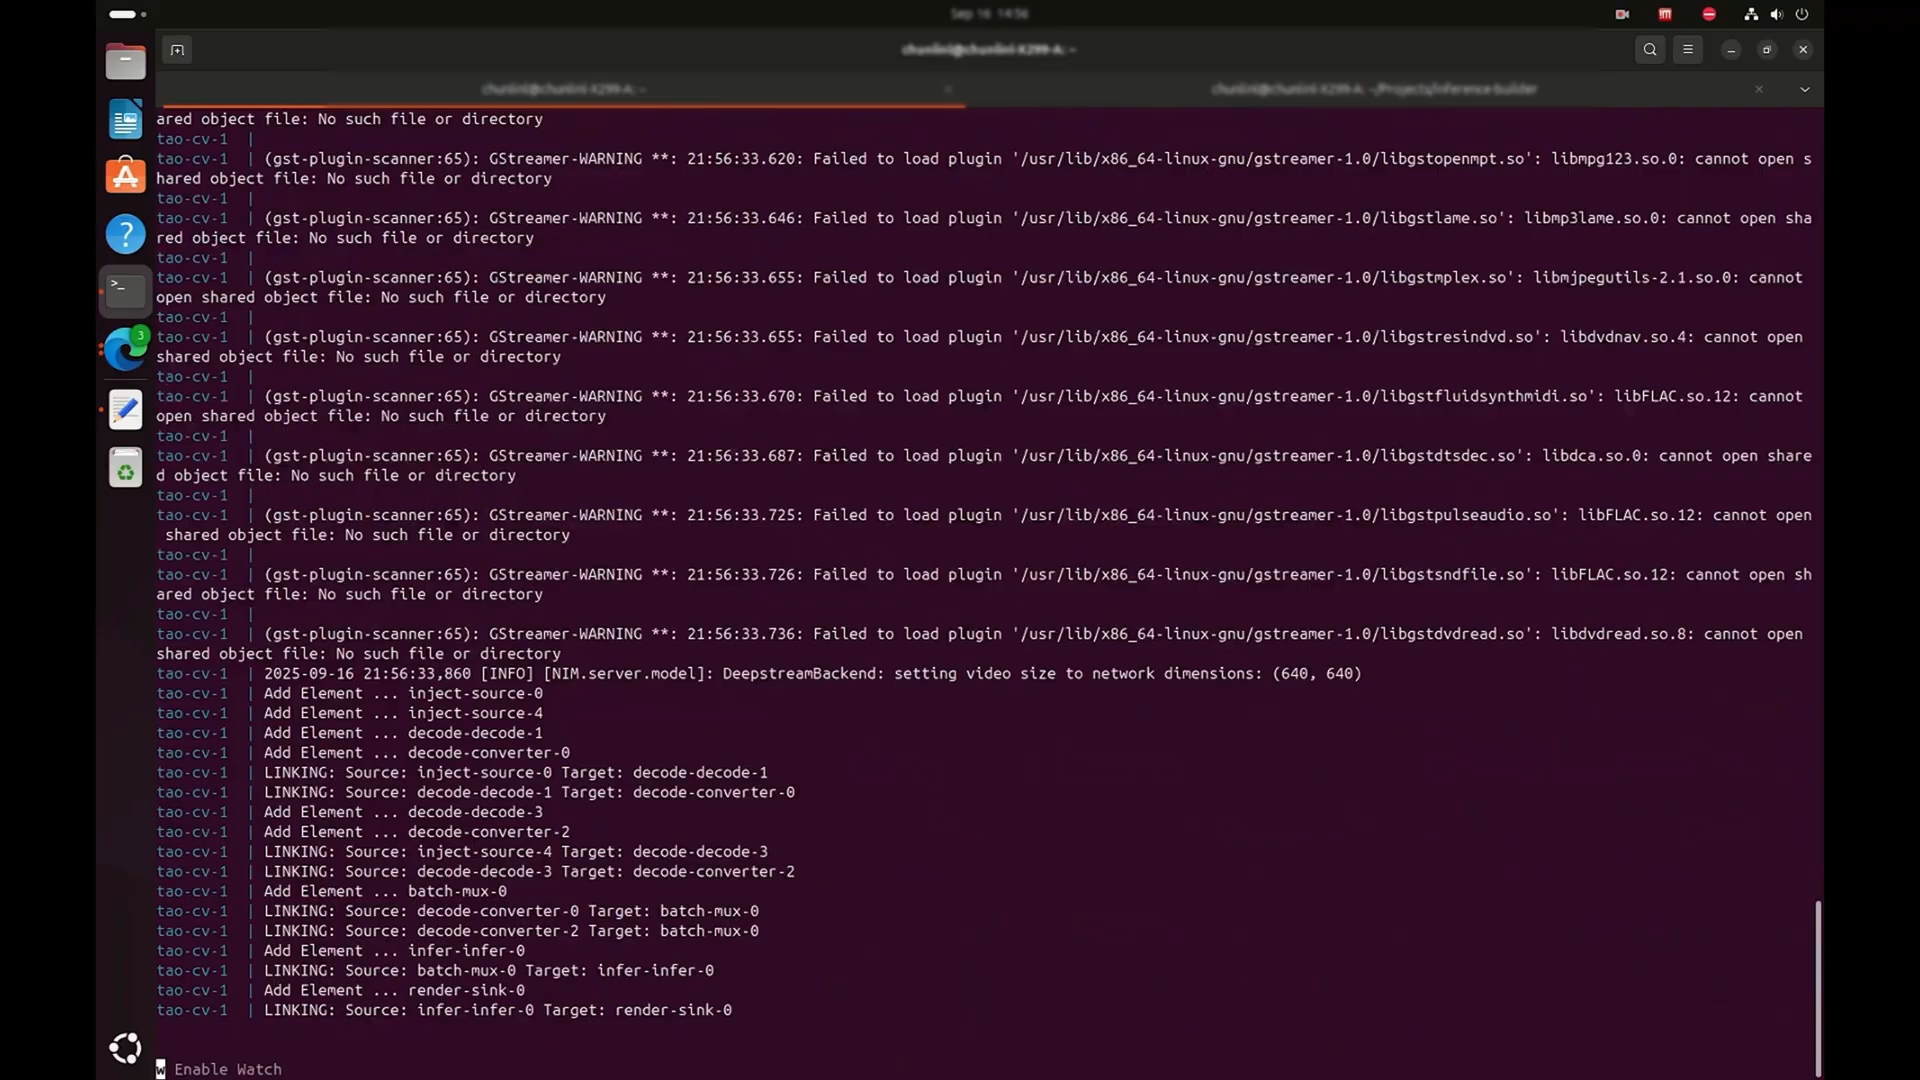 Sep 16 14:56
chunlinl@chunlinl-X299-A: ~
chunlinl@chunlinl-X299-A: ~
chunlinl@chunlinl-X299-A: ~/Projects/inference-builder
ared object file: No such file or directory
tao-cv-1  |
tao-cv-1  | (gst-plugin-scanner:65): GStreamer-WARNING **: 21:56:33.620: Failed to load plugin '/usr/lib/x86_64-linux-gnu/gstreamer-1.0/libgstopenmpt.so': libmpg123.so.0: cannot open s
hared object file: No such file or directory
tao-cv-1  |
tao-cv-1  | (gst-plugin-scanner:65): GStreamer-WARNING **: 21:56:33.646: Failed to load plugin '/usr/lib/x86_64-linux-gnu/gstreamer-1.0/libgstlame.so': libmp3lame.so.0: cannot open sha
red object file: No such file or directory
tao-cv-1  |
tao-cv-1  | (gst-plugin-scanner:65): GStreamer-WARNING **: 21:56:33.655: Failed to load plugin '/usr/lib/x86_64-linux-gnu/gstreamer-1.0/libgstmplex.so': libmjpegutils-2.1.so.0: cannot
open shared object file: No such file or directory
tao-cv-1  |
tao-cv-1  | (gst-plugin-scanner:65): GStreamer-WARNING **: 21:56:33.655: Failed to load plugin '/usr/lib/x86_64-linux-gnu/gstreamer-1.0/libgstresindvd.so': libdvdnav.so.4: cannot open
shared object file: No such file or directory
tao-cv-1  |
tao-cv-1  | (gst-plugin-scanner:65): GStreamer-WARNING **: 21:56:33.670: Failed to load plugin '/usr/lib/x86_64-linux-gnu/gstreamer-1.0/libgstfluidsynthmidi.so': libFLAC.so.12: cannot
open shared object file: No such file or directory
tao-cv-1  |
tao-cv-1  | (gst-plugin-scanner:65): GStreamer-WARNING **: 21:56:33.687: Failed to load plugin '/usr/lib/x86_64-linux-gnu/gstreamer-1.0/libgstdtsdec.so': libdca.so.0: cannot open share
d object file: No such file or directory
tao-cv-1  |
tao-cv-1  | (gst-plugin-scanner:65): GStreamer-WARNING **: 21:56:33.725: Failed to load plugin '/usr/lib/x86_64-linux-gnu/gstreamer-1.0/libgstpulseaudio.so': libFLAC.so.12: cannot open
shared object file: No such file or directory
tao-cv-1  |
tao-cv-1  | (gst-plugin-scanner:65): GStreamer-WARNING **: 21:56:33.726: Failed to load plugin '/usr/lib/x86_64-linux-gnu/gstreamer-1.0/libgstsndfile.so': libFLAC.so.12: cannot open sh
ared object file: No such file or directory
tao-cv-1  |
tao-cv-1  | (gst-plugin-scanner:65): GStreamer-WARNING **: 21:56:33.736: Failed to load plugin '/usr/lib/x86_64-linux-gnu/gstreamer-1.0/libgstdvdread.so': libdvdread.so.8: cannot open
shared object file: No such file or directory
tao-cv-1  | 2025-09-16 21:56:33,860 [INFO] [NIM.server.model]: DeepstreamBackend: setting video size to network dimensions: (640, 640)
tao-cv-1  | Add Element ... inject-source-0
tao-cv-1  | Add Element ... inject-source-4
tao-cv-1  | Add Element ... decode-decode-1
tao-cv-1  | Add Element ... decode-converter-0
tao-cv-1  | LINKING: Source: inject-source-0 Target: decode-decode-1
tao-cv-1  | LINKING: Source: decode-decode-1 Target: decode-converter-0
tao-cv-1  | Add Element ... decode-decode-3
tao-cv-1  | Add Element ... decode-converter-2
tao-cv-1  | LINKING: Source: inject-source-4 Target: decode-decode-3
tao-cv-1  | LINKING: Source: decode-decode-3 Target: decode-converter-2
tao-cv-1  | Add Element ... batch-mux-0
tao-cv-1  | LINKING: Source: decode-converter-0 Target: batch-mux-0
tao-cv-1  | LINKING: Source: decode-converter-2 Target: batch-mux-0
tao-cv-1  | Add Element ... infer-infer-0
tao-cv-1  | LINKING: Source: batch-mux-0 Target: infer-infer-0
tao-cv-1  | Add Element ... render-sink-0
tao-cv-1  | LINKING: Source: infer-infer-0 Target: render-sink-0
w Enable Watch
3